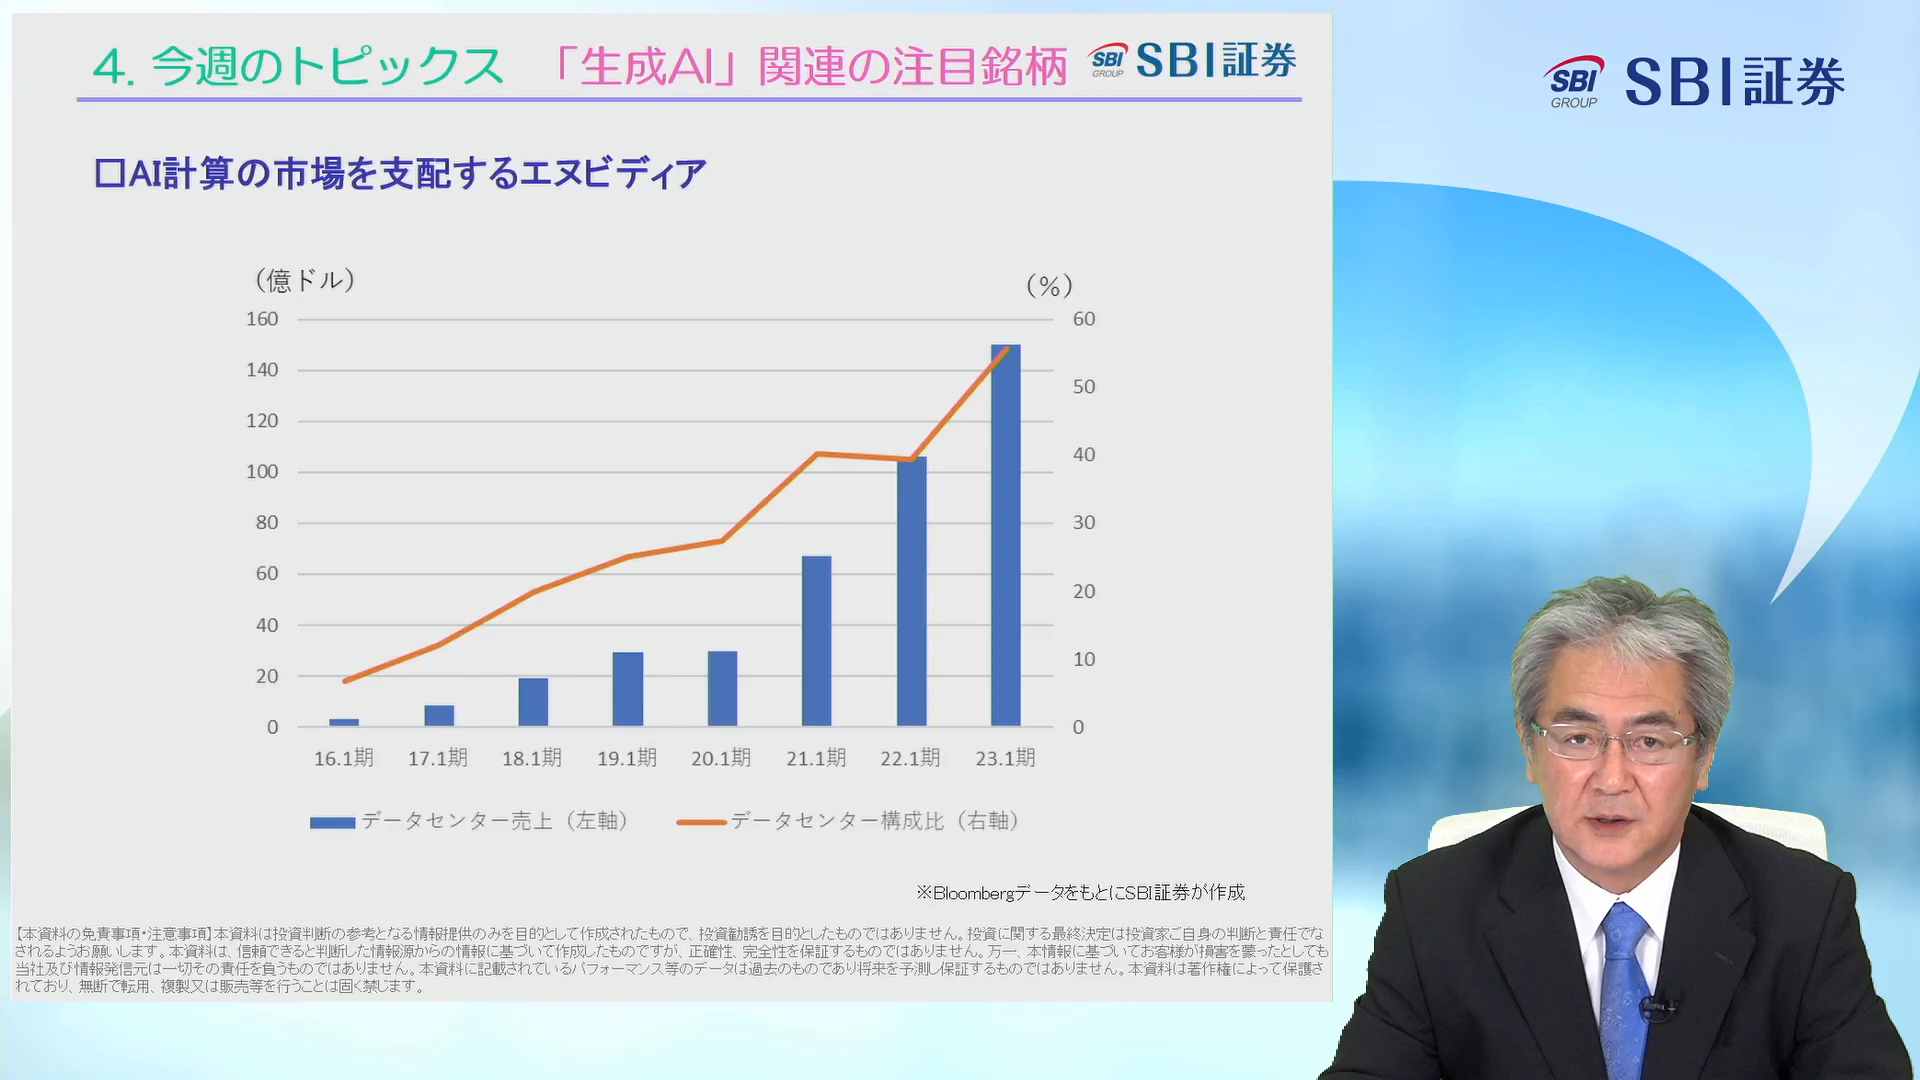 4. 今週のトピックス 「生成AI」関連の注目銘柄
SBI GROUP SBI証券
SBI GROUP SBI証券
□AI計算の市場を支配するエヌビディア
（億ドル）
（%）
160
140
120
100
80
60
40
20
0
60
50
40
30
20
10
0
16.1期 17.1期 18.1期 19.1期 20.1期 21.1期 22.1期 23.1期
データセンター売上（左軸） データセンター構成比（右軸）
※BloombergデータをもとにSBI証券が作成
【本資料の免責事項・注意事項】本資料は投資判断の参考となる情報提供のみを目的として作成されたもので、投資勧誘を目的としたものではありません。投資に関する最終決定は投資家ご自身の判断と責任でな
されるようお願いします。本資料は、信頼できると判断した情報源からの情報に基づいて作成したものですが、正確性、完全性を保証するものではありません。万一、本情報に基づいてお客様が損害を蒙ったとしても
当社及び情報発信元は一切その責任を負うものではありません。本資料に記載されているパフォーマンス等のデータは過去のものであり将来を予測し保証するものではありません。本資料は著作権によって保護さ
れており、無断で転用、複製又は販売等を行うことは固く禁じます。